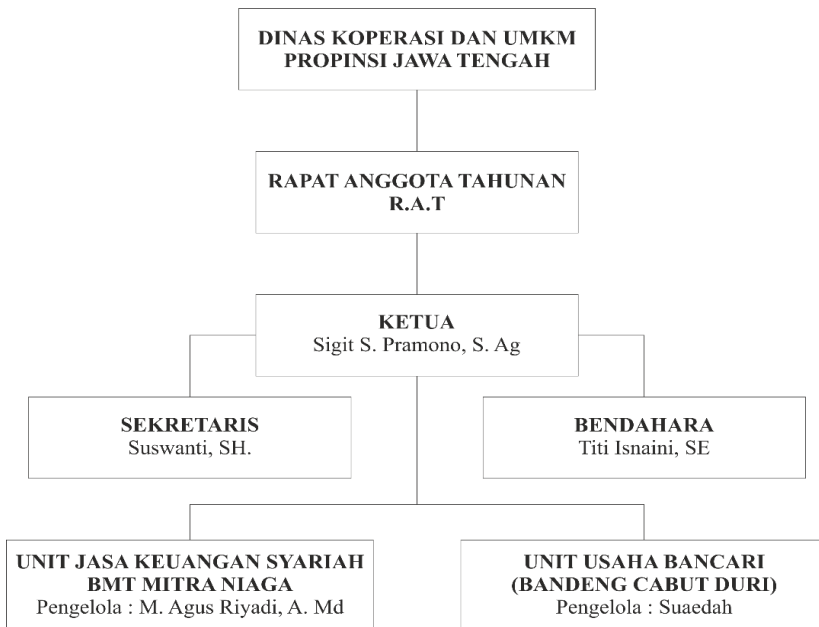 DINAS KOPERASI DAN UMKM
PROPINSI JAWA TENGAH
RAPAT ANGGOTA TAHUNAN
R.A.T
KETUA
Sigit S. Pramono, S. Ag
SEKRETARIS
Suswanti, SH.
BENDAHARA
Titi Isnaini, SE
UNIT JASA KEUANGAN SYARIAH
BMT MITRA NIAGA
Pengelola : M. Agus Riyadi, A. Md
UNIT USAHA BANCARI
(BANDENG CABUT DURI)
Pengelola : Suaedah